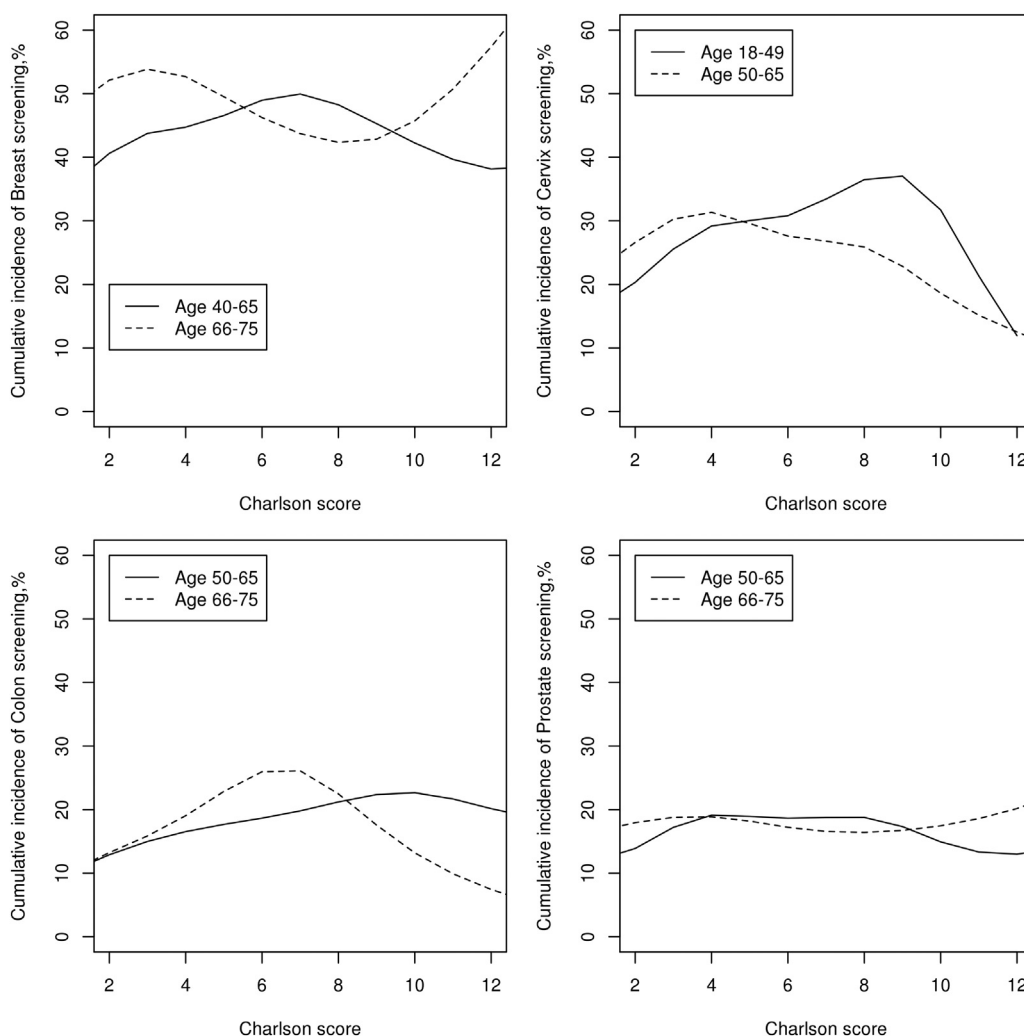 Cumulative incidence of Breast screening,%
60
50
40
30
20
10
0
Age 40-65
Age 66-75
2 4 6 8 10 12
Charlson score
Cumulative incidence of Cervix screening,%
60
50
40
30
20
10
0
Age 18-49
Age 50-65
2 4 6 8 10 12
Charlson score
Cumulative incidence of Colon screening,%
60
50
40
30
20
10
0
Age 50-65
Age 66-75
2 4 6 8 10 12
Charlson score
Cumulative incidence of Prostate screening,%
60
50
40
30
20
10
0
Age 50-65
Age 66-75
2 4 6 8 10 12
Charlson score